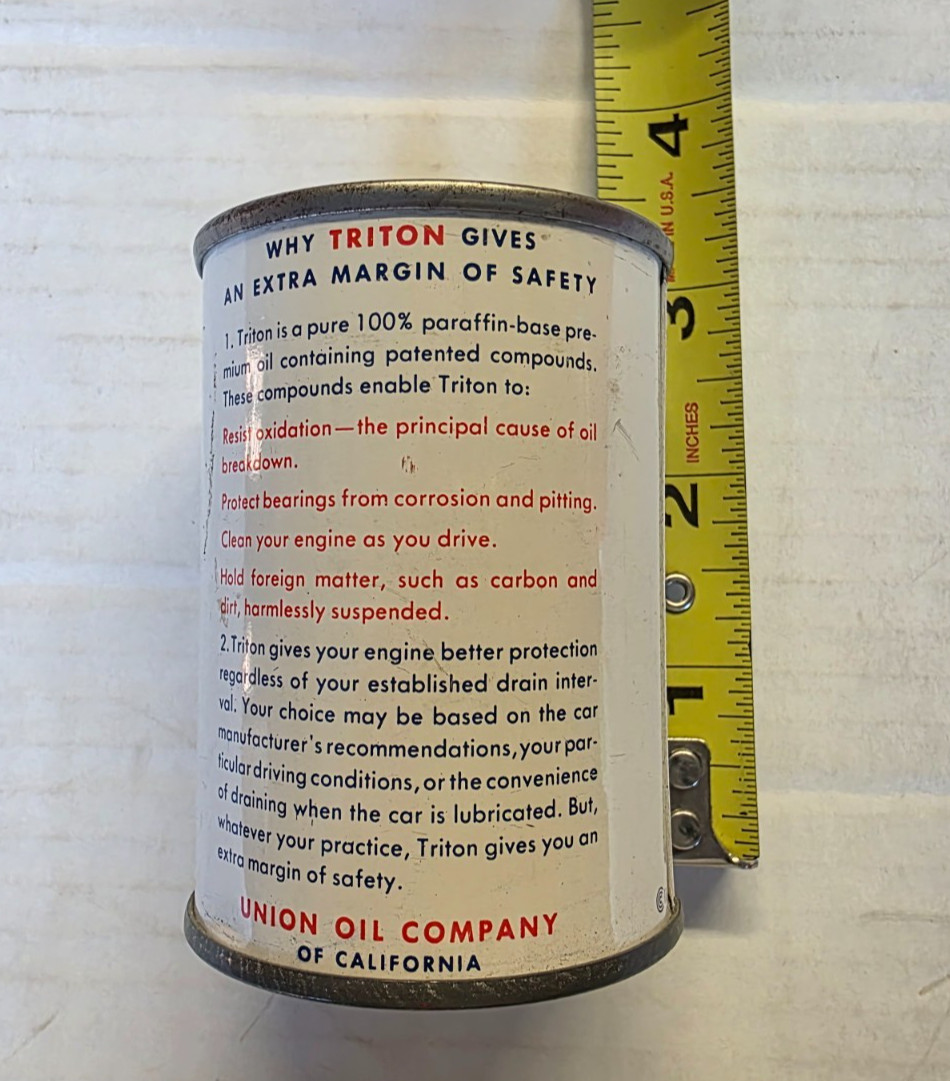 WHY TRITON GIVES
AN EXTRA MARGIN OF SAFETY
1. Triton is a pure 100% paraffin-base pre-
mium oil containing patented compounds.
These compounds enable Triton to:
Resist oxidation—the principal cause of oil
breakdown.
Protect bearings from corrosion and pitting.
Clean your engine as you drive.
Hold foreign matter, such as carbon and
dirt, harmlessly suspended.
2. Triton gives your engine better protection
regardless of your established drain inter-
val. Your choice may be based on the car
manufacturer's recommendations, your par-
ticular driving conditions, or the convenience
of draining when the car is lubricated. But,
whatever your practice, Triton gives you an
extra margin of safety.
UNION OIL COMPANY
OF CALIFORNIA
4
IN U.S.A.
3
INCHES
2
1